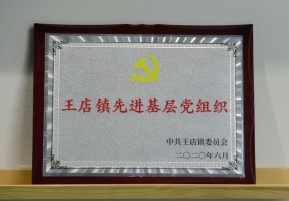 王店镇先进基层党组织
中共王店镇委员会
二〇二〇年六月